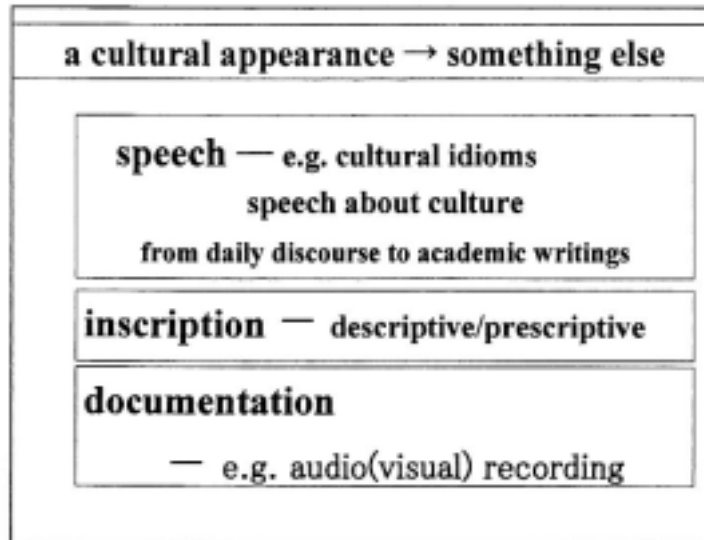 a cultural appearance → something else
speech — e.g. cultural idioms
speech about culture
from daily discourse to academic writings
inscription — descriptive/prescriptive
documentation
— e.g. audio(visual) recording